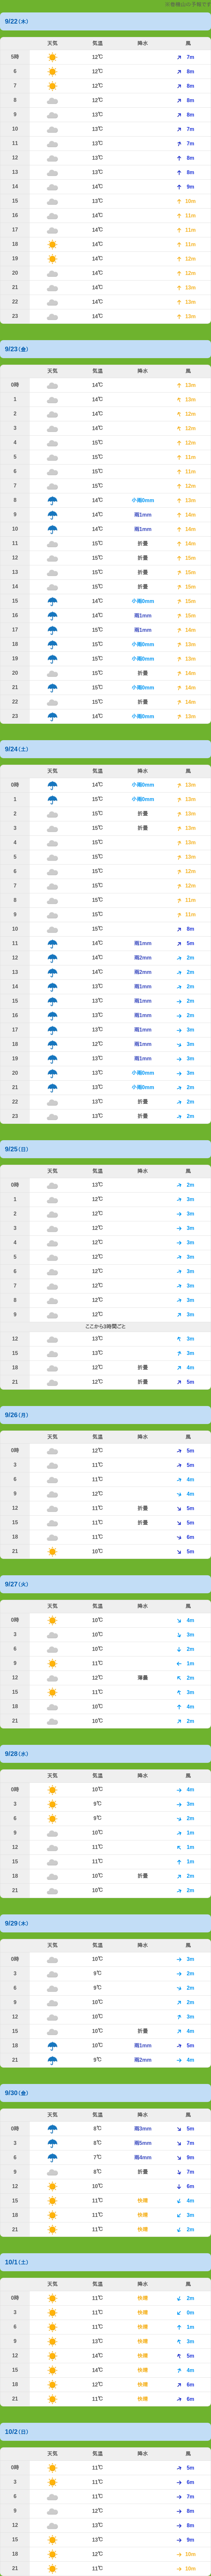 9/22(木)
天気 気温 降水 風
5時 12℃ 7m
6 12℃ 8m
7 12℃ 8m
8 12℃ 8m
9 13℃ 8m
10 13℃ 7m
11 13℃ 7m
12 13℃ 8m
13 13℃ 8m
14 14℃ 9m
15 13℃ 10m
16 14℃ 11m
17 14℃ 11m
18 14℃ 11m
19 14℃ 12m
20 14℃ 12m
21 14℃ 13m
22 14℃ 13m
23 14℃ 13m
9/23(金)
天気 気温 降水 風
0時 14℃ 13m
1 14℃ 13m
2 14℃ 12m
3 14℃ 12m
4 15℃ 12m
5 15℃ 11m
6 15℃ 11m
7 15℃ 12m
8 14℃ 小雨0mm 13m
9 15℃ 雨1mm 14m
10 14℃ 雨1mm 14m
11 15℃ 折曇 14m
12 15℃ 折曇 15m
13 15℃ 折曇 15m
14 15℃ 折曇 15m
15 14℃ 小雨0mm 15m
16 14℃ 雨1mm 15m
17 15℃ 雨1mm 14m
18 15℃ 小雨0mm 13m
19 15℃ 小雨0mm 13m
20 15℃ 折曇 14m
21 15℃ 小雨0mm 14m
22 15℃ 折曇 14m
23 14℃ 小雨0mm 13m
9/24(土)
天気 気温 降水 風
0時 14℃ 小雨0mm 13m
1 15℃ 小雨0mm 13m
2 15℃ 折曇 13m
3 15℃ 折曇 13m
4 15℃ 13m
5 15℃ 12m
6 15℃ 12m
7 15℃ 12m
8 15℃ 11m
9 15℃ 11m
10 15℃ 8m
11 14℃ 雨1mm 5m
12 14℃ 雨2mm 2m
13 14℃ 雨2mm 2m
14 13℃ 雨1mm 2m
15 13℃ 雨1mm 2m
16 12℃ 雨1mm 2m
17 13℃ 雨1mm 3m
18 12℃ 雨1mm 3m
19 13℃ 雨1mm 3m
20 13℃ 小雨0mm 3m
21 13℃ 小雨0mm 2m
22 13℃ 折曇 2m
23 13℃ 折曇 2m
9/25(日)
天気 気温 降水 風
0時 13℃ 2m
1 12℃ 3m
2 12℃ 3m
3 12℃ 3m
4 12℃ 3m
5 12℃ 3m
6 12℃ 3m
7 12℃ 3m
8 12℃ 3m
9 12℃ 3m
ここから3時間ごと
12 13℃ 3m
15 13℃ 3m
18 12℃ 折曇 4m
21 12℃ 折曇 5m
9/26(月)
天気 気温 降水 風
0時 12℃ 5m
3 11℃ 5m
6 11℃ 4m
9 12℃ 4m
12 11℃ 折曇 5m
15 11℃ 折曇 5m
18 11℃ 6m
21 10℃ 5m
9/27(火)
天気 気温 降水 風
0時 10℃ 4m
3 10℃ 3m
6 10℃ 2m
9 11℃ 1m
12 12℃ 薄曇 2m
15 11℃ 3m
18 10℃ 4m
21 10℃ 2m
9/28(水)
天気 気温 降水 風
0時 10℃ 4m
3 9℃ 3m
6 9℃ 2m
9 10℃ 1m
12 11℃ 1m
15 11℃ 1m
18 10℃ 折曇 2m
21 10℃ 2m
9/29(木)
天気 気温 降水 風
0時 10℃ 3m
3 9℃ 2m
6 9℃ 2m
9 10℃ 2m
12 10℃ 3m
15 10℃ 折曇 4m
18 10℃ 雨1mm 5m
21 9℃ 雨2mm 4m
9/30(金)
天気 気温 降水 風
0時 8℃ 雨3mm 5m
3 8℃ 雨5mm 7m
6 7℃ 雨4mm 9m
9 8℃ 折曇 7m
12 10℃ 6m
15 11℃ 快晴 4m
18 11℃ 快晴 3m
21 11℃ 快晴 2m
10/1(土)
天気 気温 降水 風
0時 11℃ 快晴 2m
3 11℃ 快晴 0m
6 11℃ 快晴 1m
9 13℃ 快晴 3m
12 14℃ 快晴 5m
15 14℃ 快晴 4m
18 12℃ 快晴 6m
21 11℃ 快晴 6m
10/2(日)
天気 気温 降水 風
0時 11℃ 5m
3 11℃ 6m
6 11℃ 7m
9 12℃ 8m
12 13℃ 8m
15 13℃ 9m
18 12℃ 10m
21 11℃ 10m